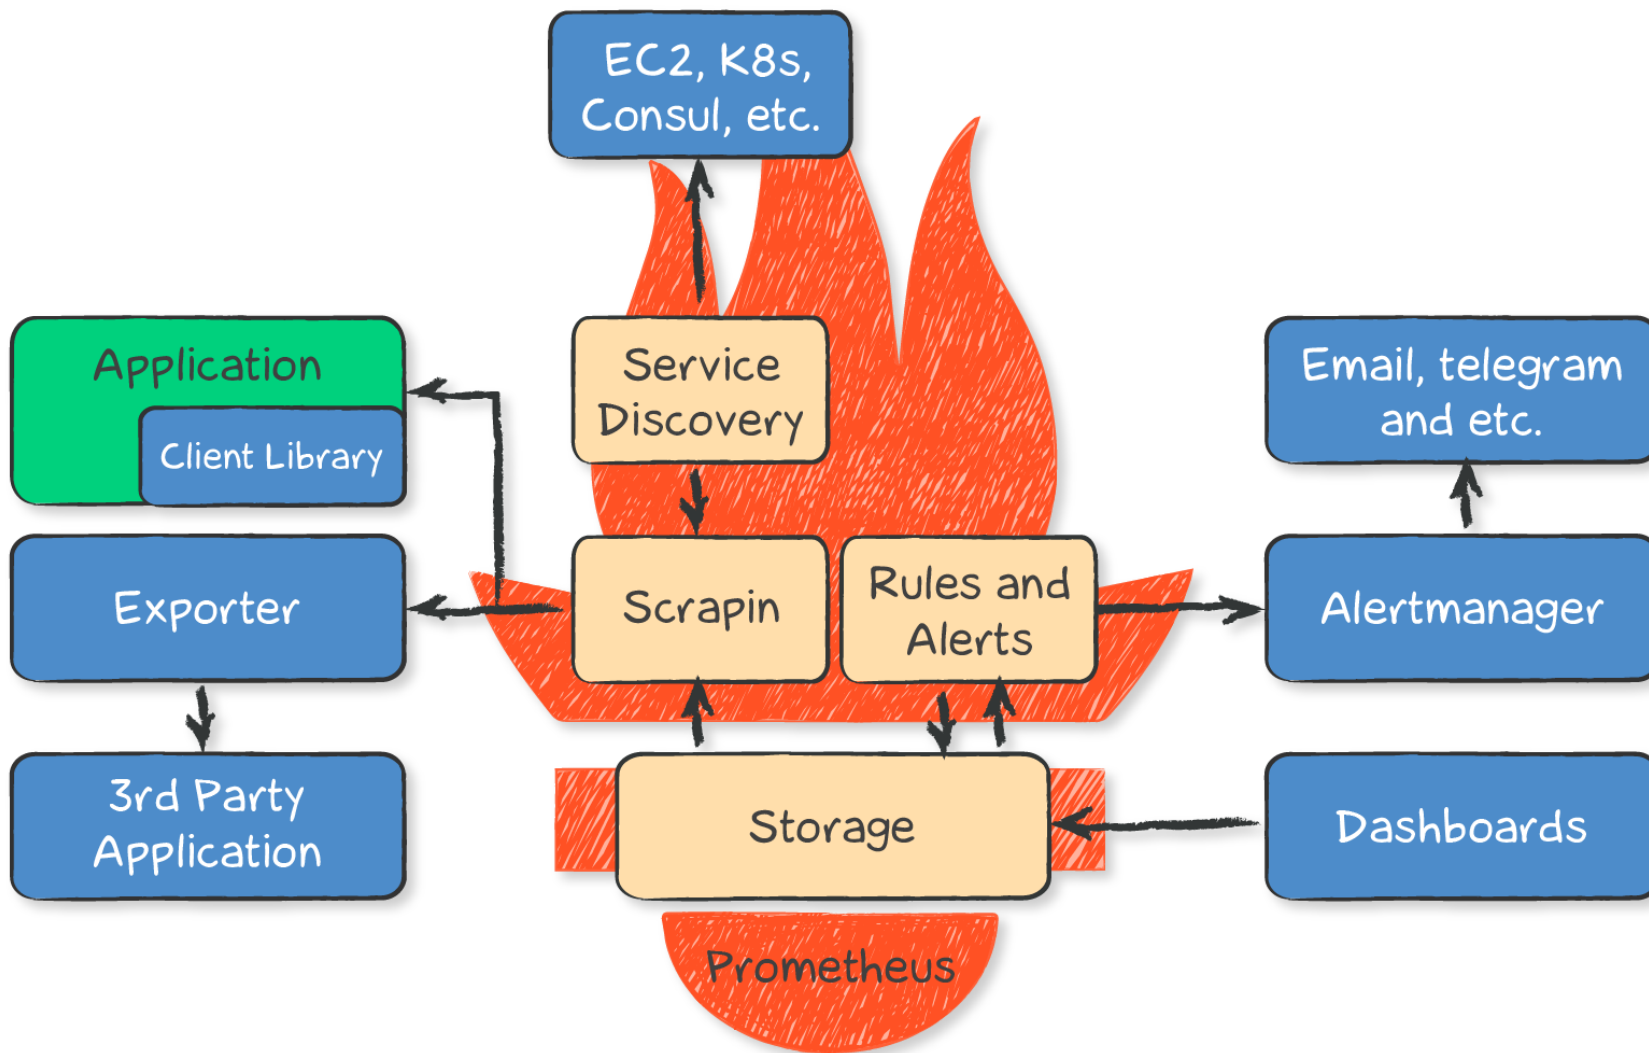 EC2, K8s,
Consul, etc.
Application
Client Library
Service
Discovery
Email, telegram
and etc.
Exporter
Scrapin
Rules and
Alerts
Alertmanager
3rd Party
Application
Storage
Dashboards
Prometheus